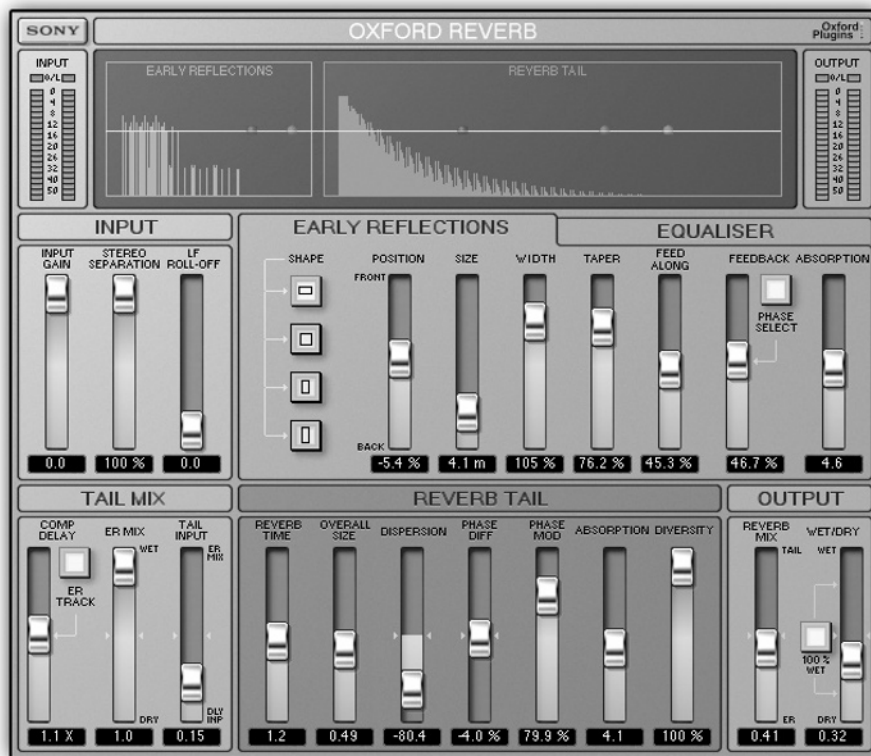 SONY
OXFORD REVERB
Oxford Plugins
INPUT
O/L
0
4
8
12
16
20
26
32
40
50
EARLY REFLECTIONS
REVERB TAIL
OUTPUT
O/L
0
4
8
12
16
20
26
32
40
50
INPUT
INPUT GAIN
STEREO SEPARATION
LF ROLL-OFF
0.0
100 %
0.0
EARLY REFLECTIONS
EQUALISER
SHAPE
POSITION
SIZE
WIDTH
TAPER
FEED ALONG
FEEDBACK
ABSORPTION
FRONT
PHASE SELECT
BACK
-5.4 %
4.1 m
105 %
76.2 %
45.3 %
46.7 %
4.6
TAIL MIX
COMP DELAY
ER MIX
TAIL INPUT
WET
ER MIX
ER TRACK
DRY
DLY INP
1.1 X
1.0
0.15
REVERB TAIL
REVERB TIME
OVERALL SIZE
DISPERSION
PHASE DIFF
PHASE MOD
ABSORPTION
DIVERSITY
1.2
0.49
-80.4
-4.0 %
79.9 %
4.1
100 %
OUTPUT
REVERB MIX
WET/DRY
TAIL
WET
100 % WET
ER
DRY
0.41
0.32